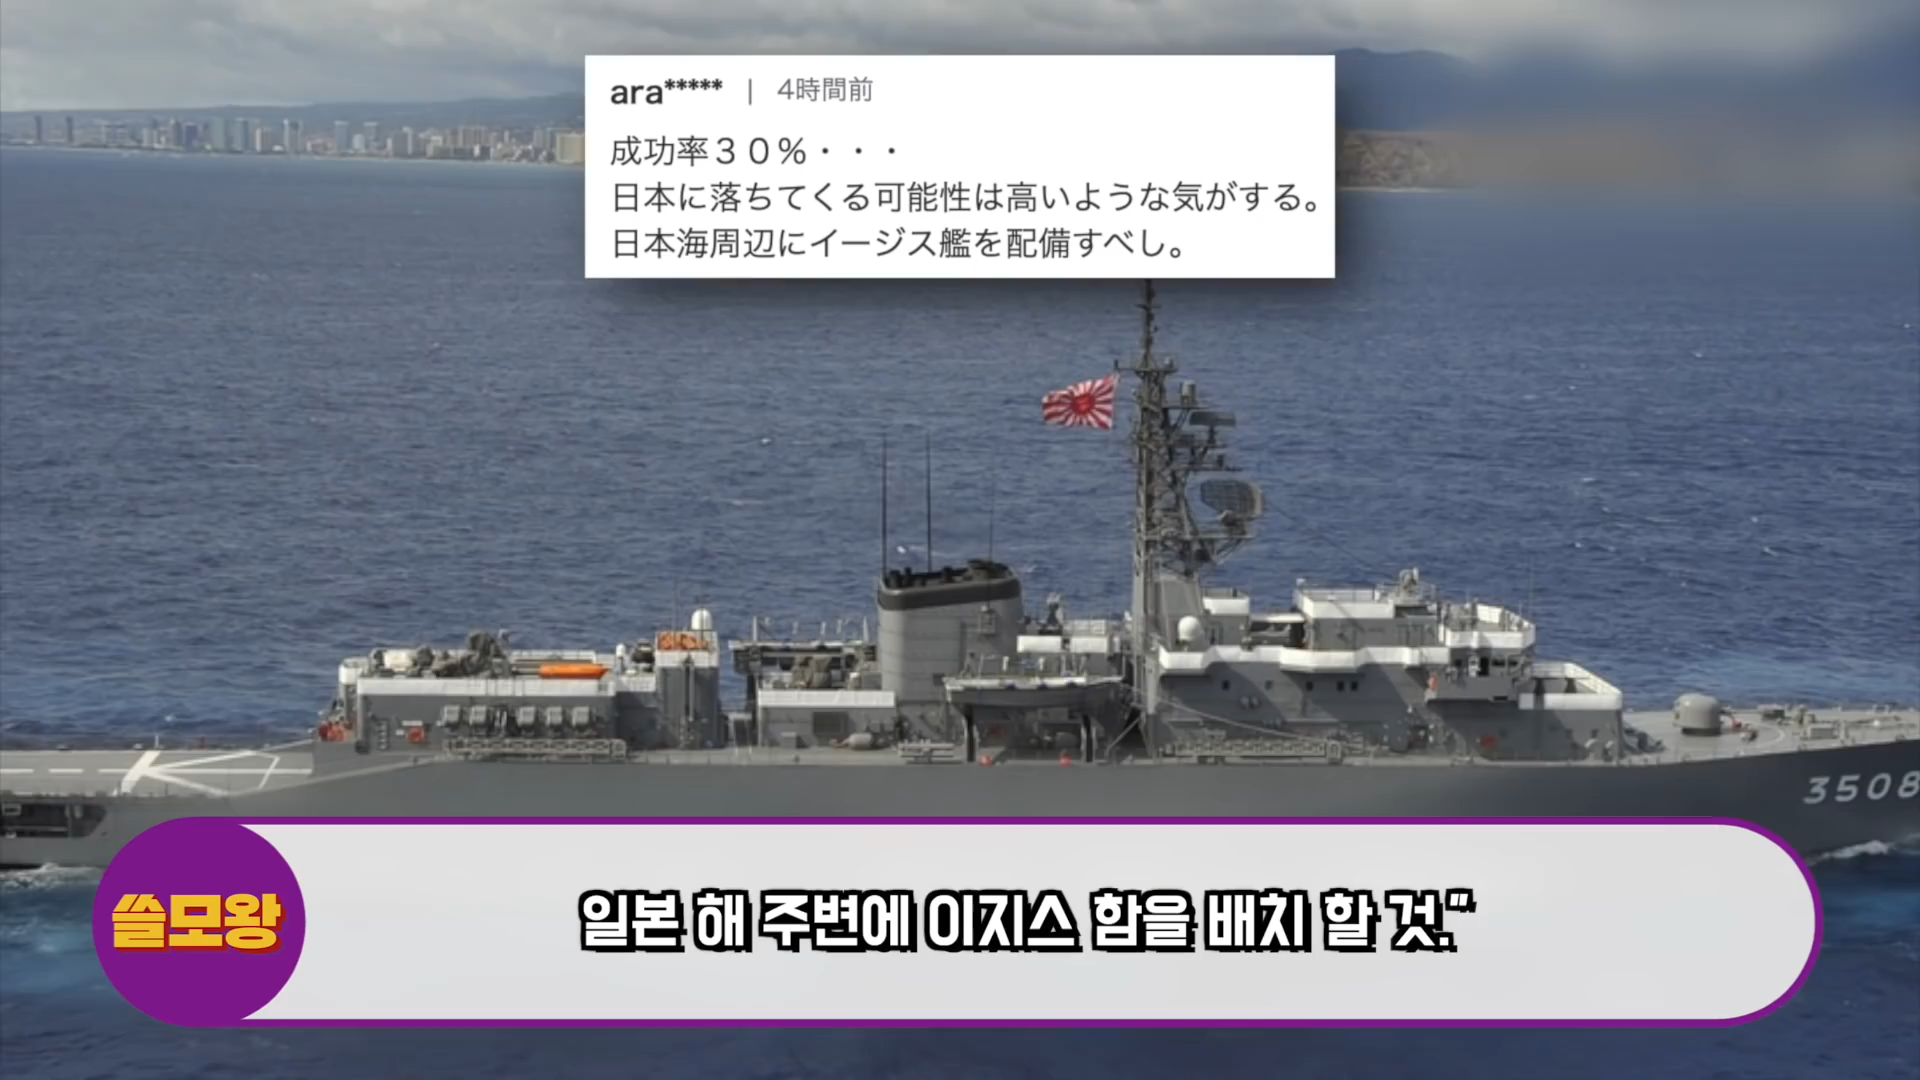 ara***** | 4時間前
成功率３０%・・・
日本に落ちてくる可能性は高いような気がする。
日本海周辺にイージス艦を配備すべし。
3508
쓸모왕
일본 해 주변에 이지스 함을 배치 할 것."